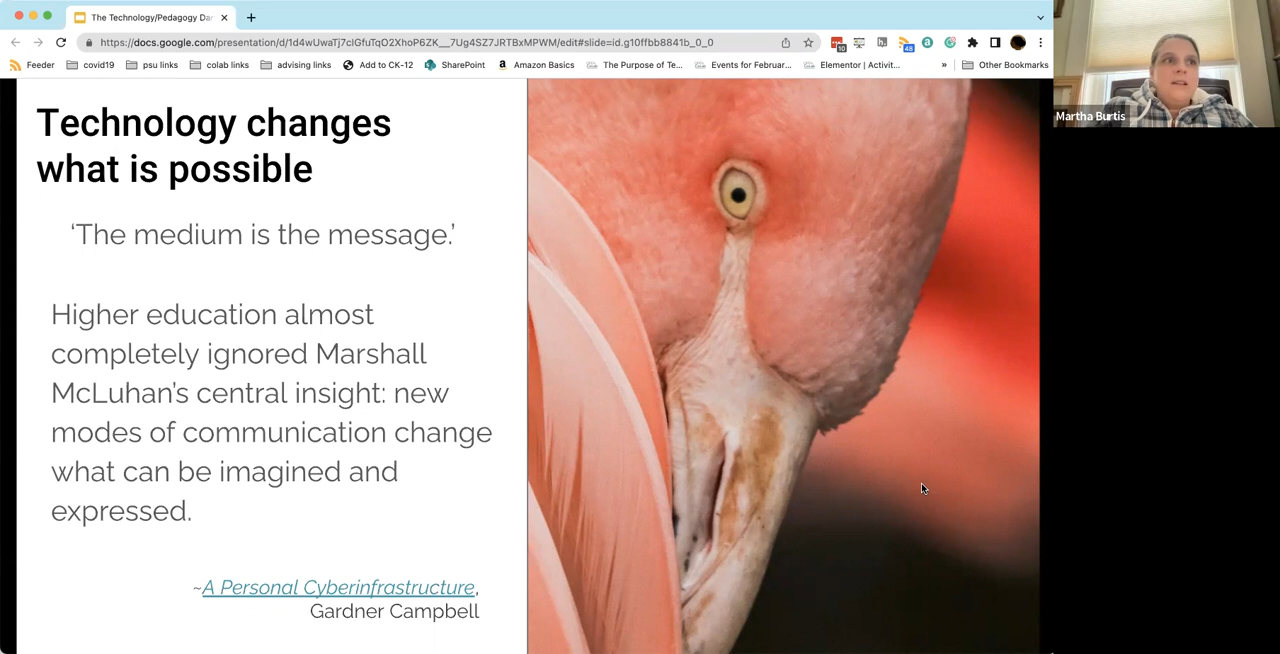 The Technology/Pedagogy Da
https://docs.google.com/presentation/d/1d4wUwaTj7cIGfuTqO2XhoP6ZK__7Ug4SZ7JRTBxMPWM/edit#slide=id.g10ffbb8841b_0_0
10
48
Feeder
covid19
psu links
colab links
advising links
Add to CK-12
SharePoint
Amazon Basics
The Purpose of Te...
Events for Februar...
Elementor | Activit...
»
Other Bookmarks
Martha Burtis
Technology changes
what is possible
‘The medium is the message.’
Higher education almost
completely ignored Marshall
McLuhan’s central insight: new
modes of communication change
what can be imagined and
expressed.
~A Personal Cyberinfrastructure,
Gardner Campbell